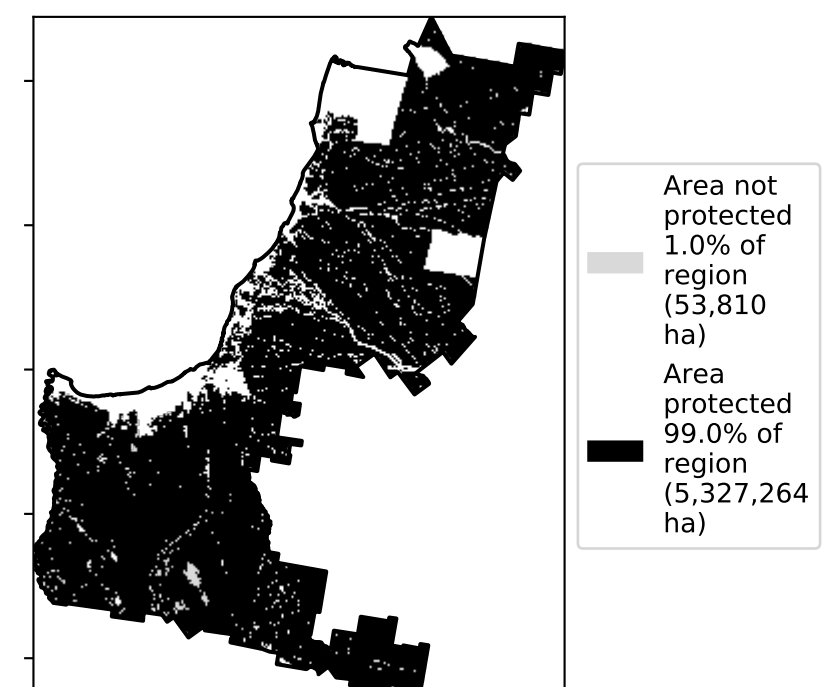 Area not
protected
1.0% of
region
(53,810
ha)
Area
protected
99.0% of
region
(5,327,264
ha)